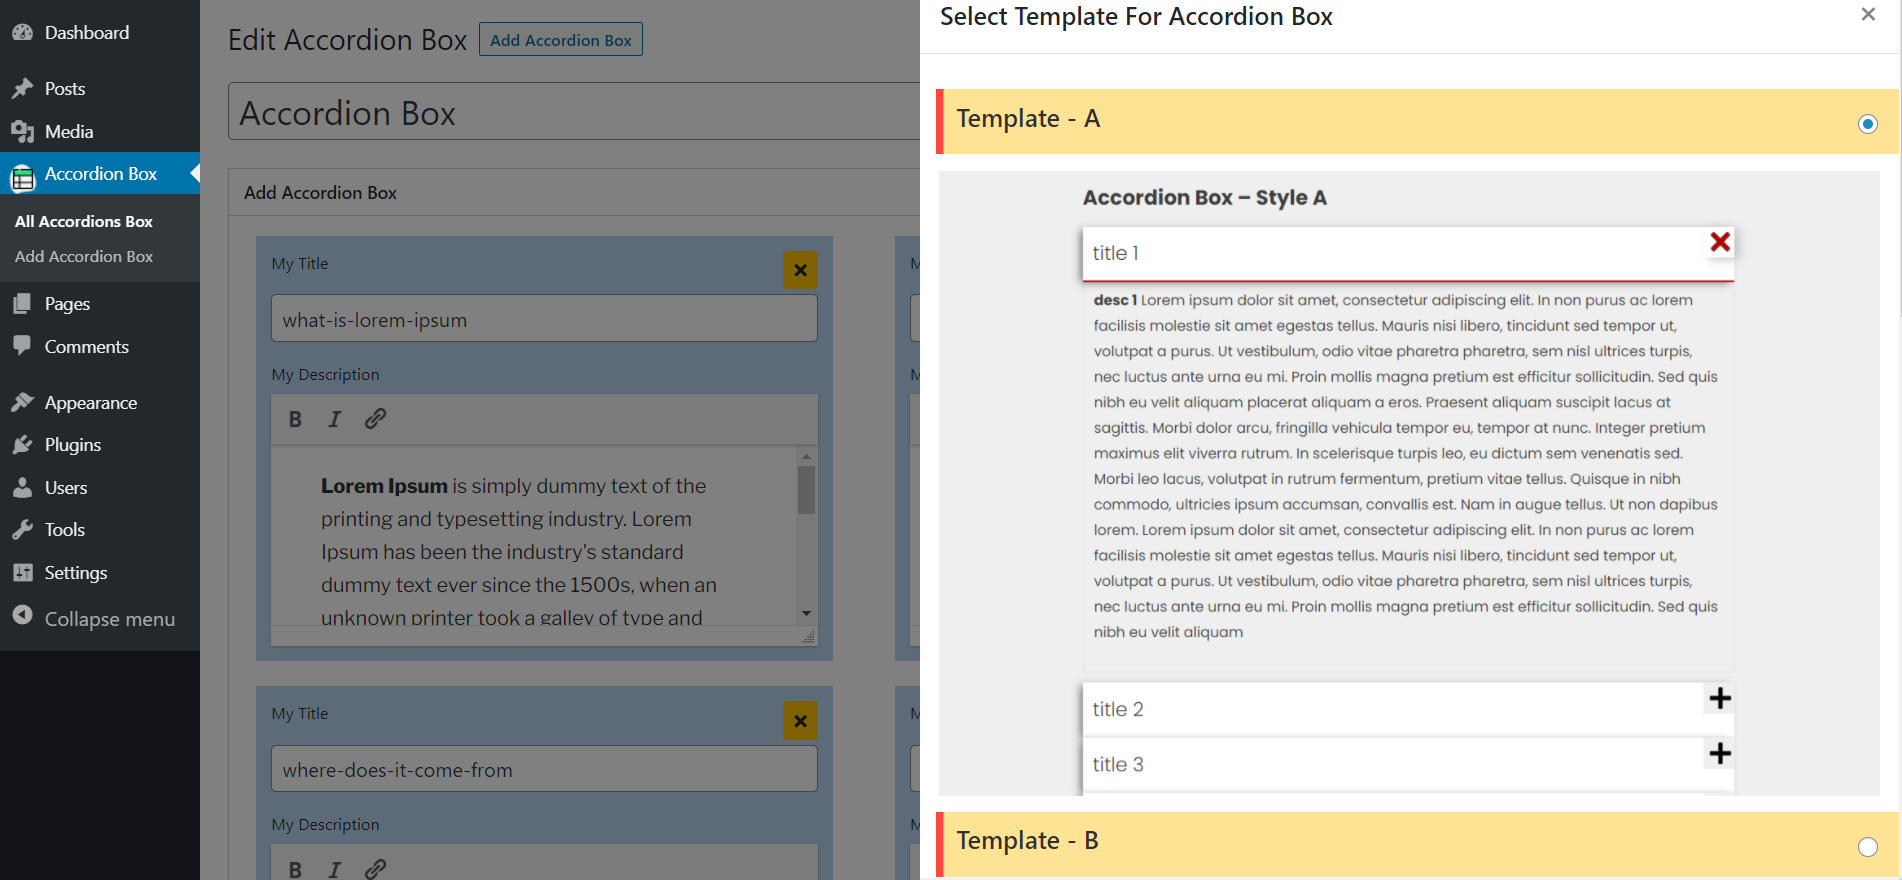 Dashboard
Posts
Media
Accordion Box
All Accordions Box
Add Accordion Box
Pages
Comments
Appearance
Plugins
Users
Tools
Settings
Collapse menu
Edit Accordion Box
Add Accordion Box
Accordion Box
Add Accordion Box
My Title
what-is-lorem-ipsum
My Description
B I
Lorem Ipsum is simply dummy text of the
printing and typesetting industry. Lorem
Ipsum has been the industry's standard
dummy text ever since the 1500s, when an
unknown printer took a galley of type and
My Title
where-does-it-come-from
My Description
B I
Select Template For Accordion Box
Template - A
Accordion Box – Style A
title 1
desc 1 Lorem ipsum dolor sit amet, consectetur adipiscing elit. In non purus ac lorem
facilisis molestie sit amet egestas tellus. Mauris nisi libero, tincidunt sed tempor ut,
volutpat a purus. Ut vestibulum, odio vitae pharetra pharetra, sem nisl ultrices turpis,
nec luctus ante urna eu mi. Proin mollis magna pretium est efficitur sollicitudin. Sed quis
nibh eu velit aliquam placerat aliquam a eros. Praesent aliquam suscipit lacus at
sagittis. Morbi dolor arcu, fringilla vehicula tempor eu, tempor at nunc. Integer pretium
maximus elit viverra rutrum. In scelerisque turpis leo, eu dictum sem venenatis sed.
Morbi leo lacus, volutpat in rutrum fermentum, pretium vitae tellus. Quisque in nibh
commodo, ultricies ipsum accumsan, convallis est. Nam in augue tellus. Ut non dapibus
lorem. Lorem ipsum dolor sit amet, consectetur adipiscing elit. In non purus ac lorem
facilisis molestie sit amet egestas tellus. Mauris nisi libero, tincidunt sed tempor ut,
volutpat a purus. Ut vestibulum, odio vitae pharetra pharetra, sem nisl ultrices turpis,
nec luctus ante urna eu mi. Proin mollis magna pretium est efficitur sollicitudin. Sed quis
nibh eu velit aliquam
title 2
title 3
Template - B